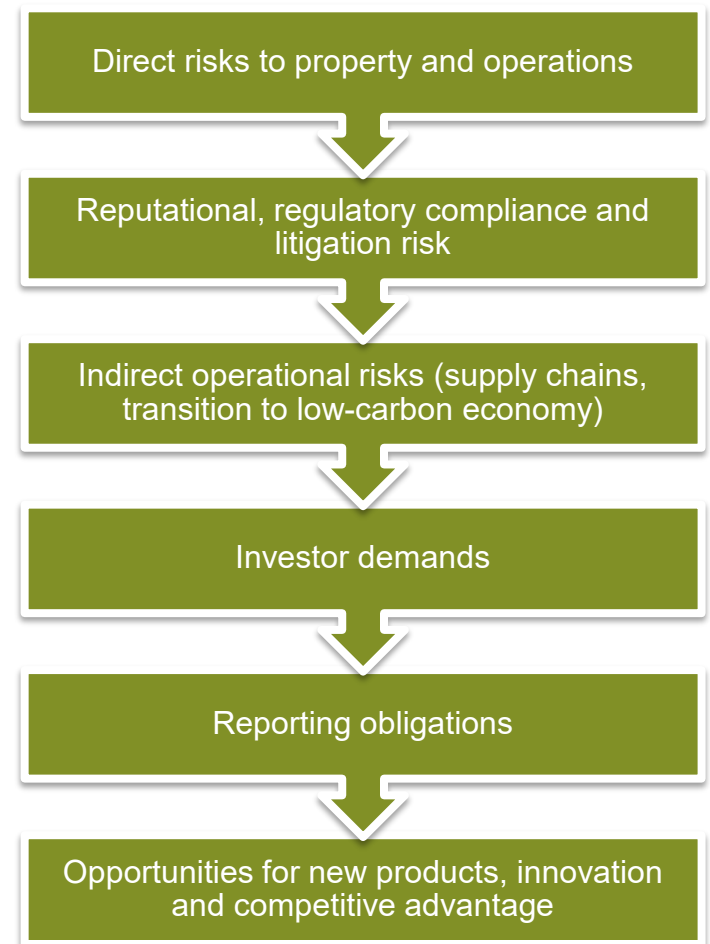 Direct risks to property and operations
Reputational, regulatory compliance and
litigation risk
Indirect operational risks (supply chains,
transition to low-carbon economy)
Investor demands
Reporting obligations
Opportunities for new products, innovation
and competitive advantage